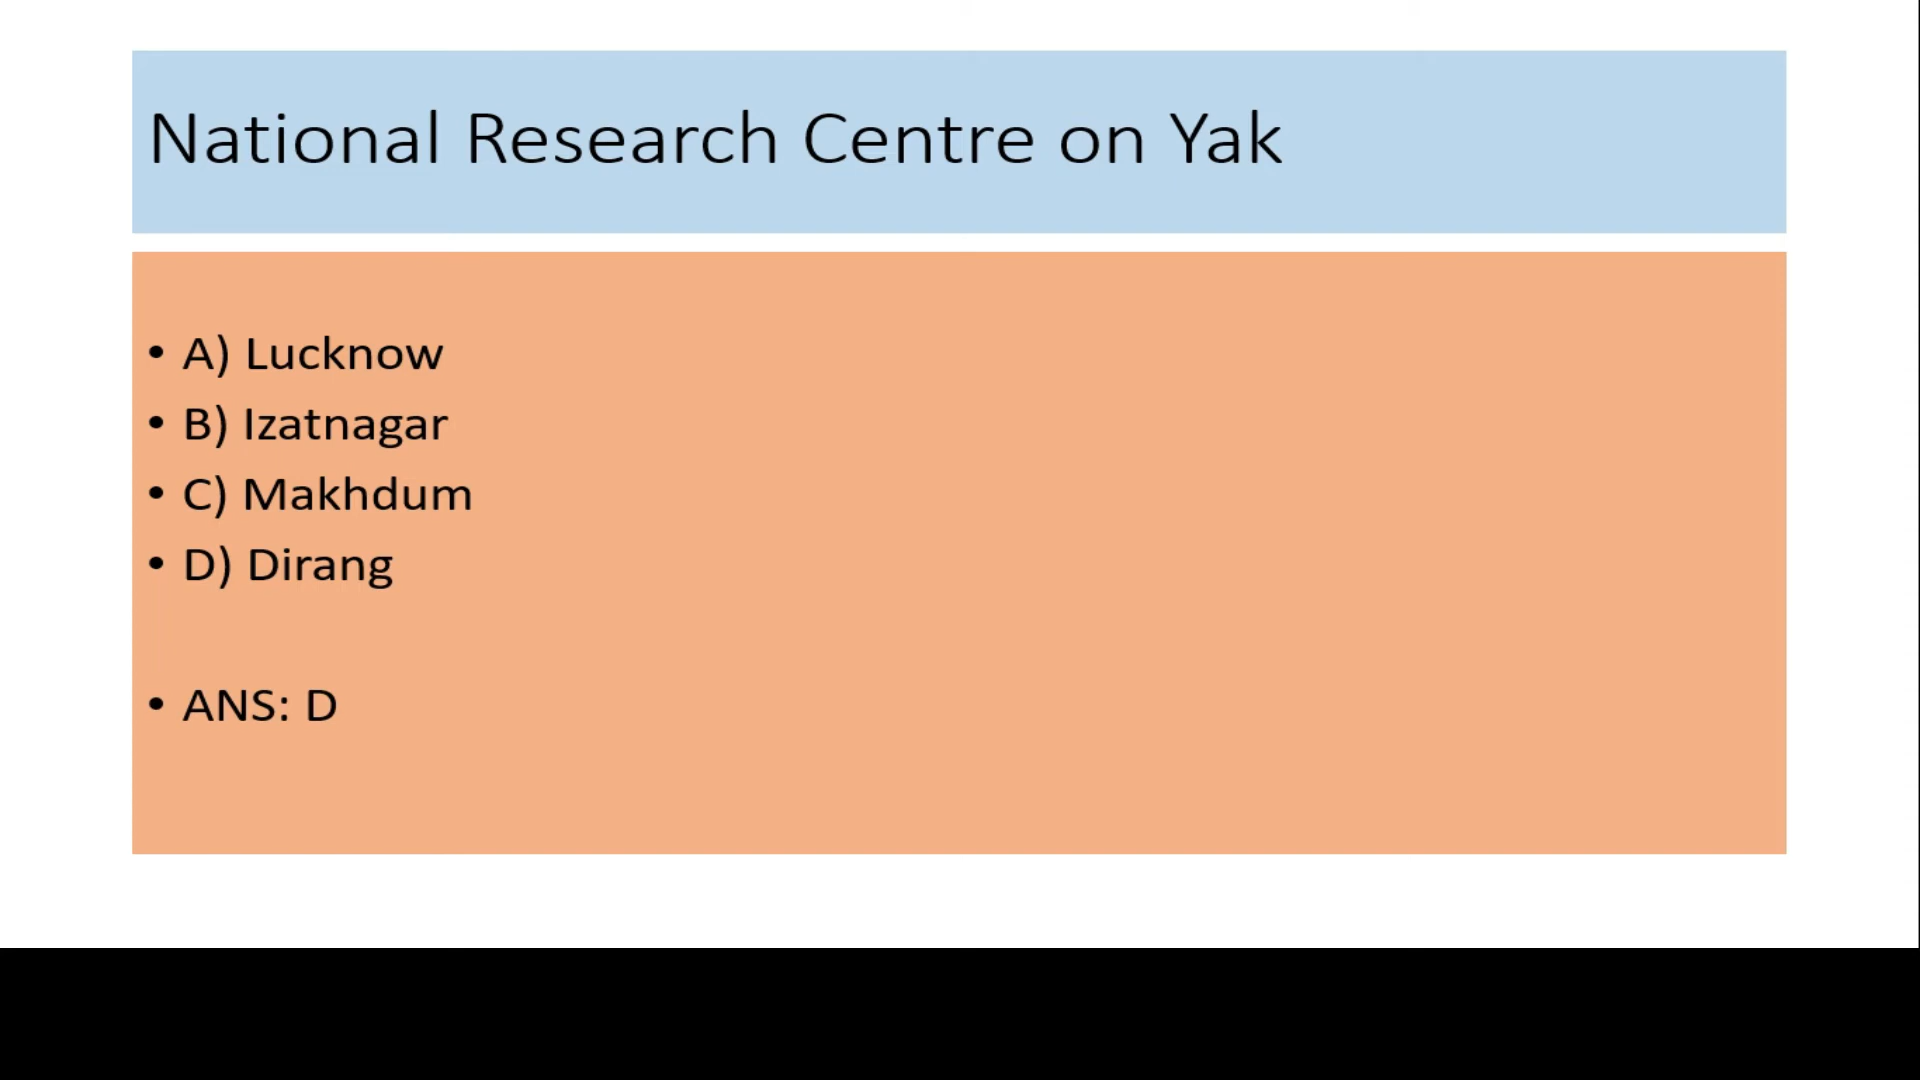 National Research Centre on Yak
• A) Lucknow
• B) Izatnagar
• C) Makhdum
• D) Dirang
• ANS: D